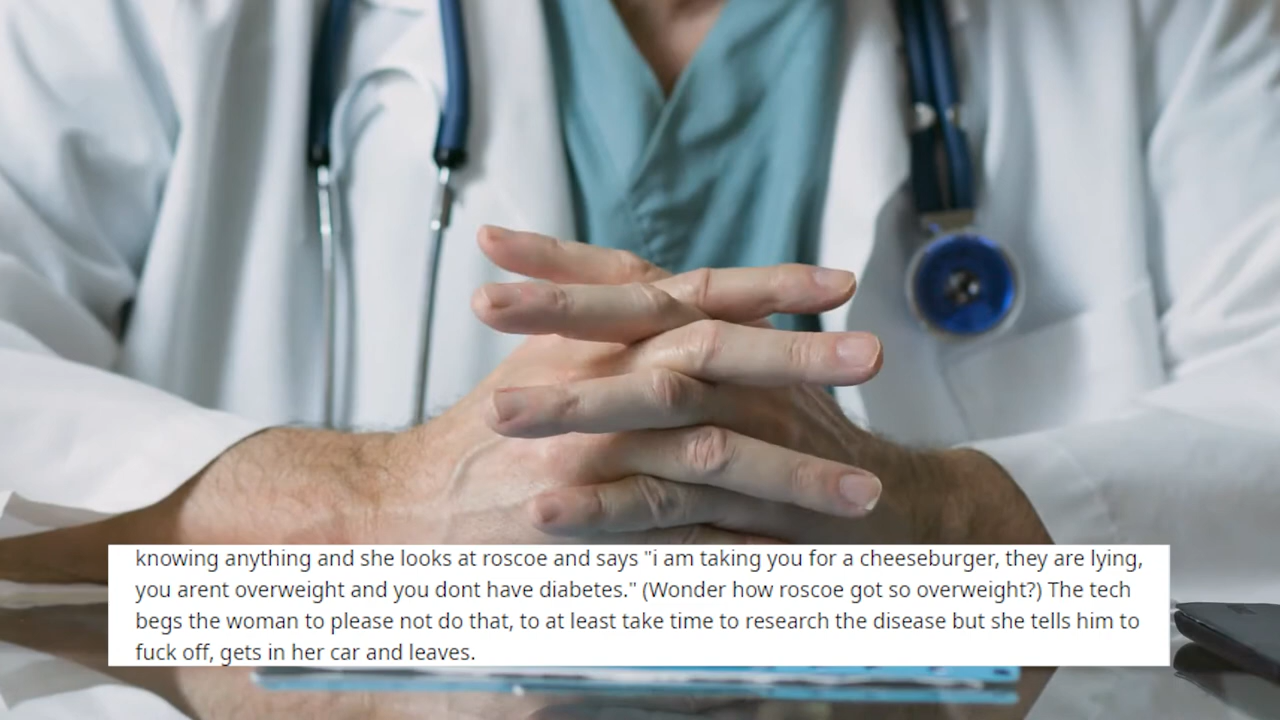 knowing anything and she looks at roscoe and says "i am taking you for a cheeseburger, they are lying,
you arent overweight and you dont have diabetes." (Wonder how roscoe got so overweight?) The tech
begs the woman to please not do that, to at least take time to research the disease but she tells him to
fuck off, gets in her car and leaves.